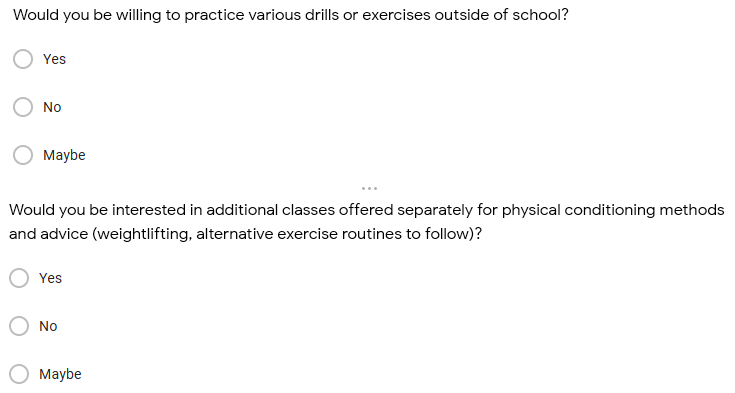 Would you be willing to practice various drills or exercises outside of school?
Yes
No
Maybe
Would you be interested in additional classes offered separately for physical conditioning methods
and advice (weightlifting, alternative exercise routines to follow)?
Yes
No
Maybe